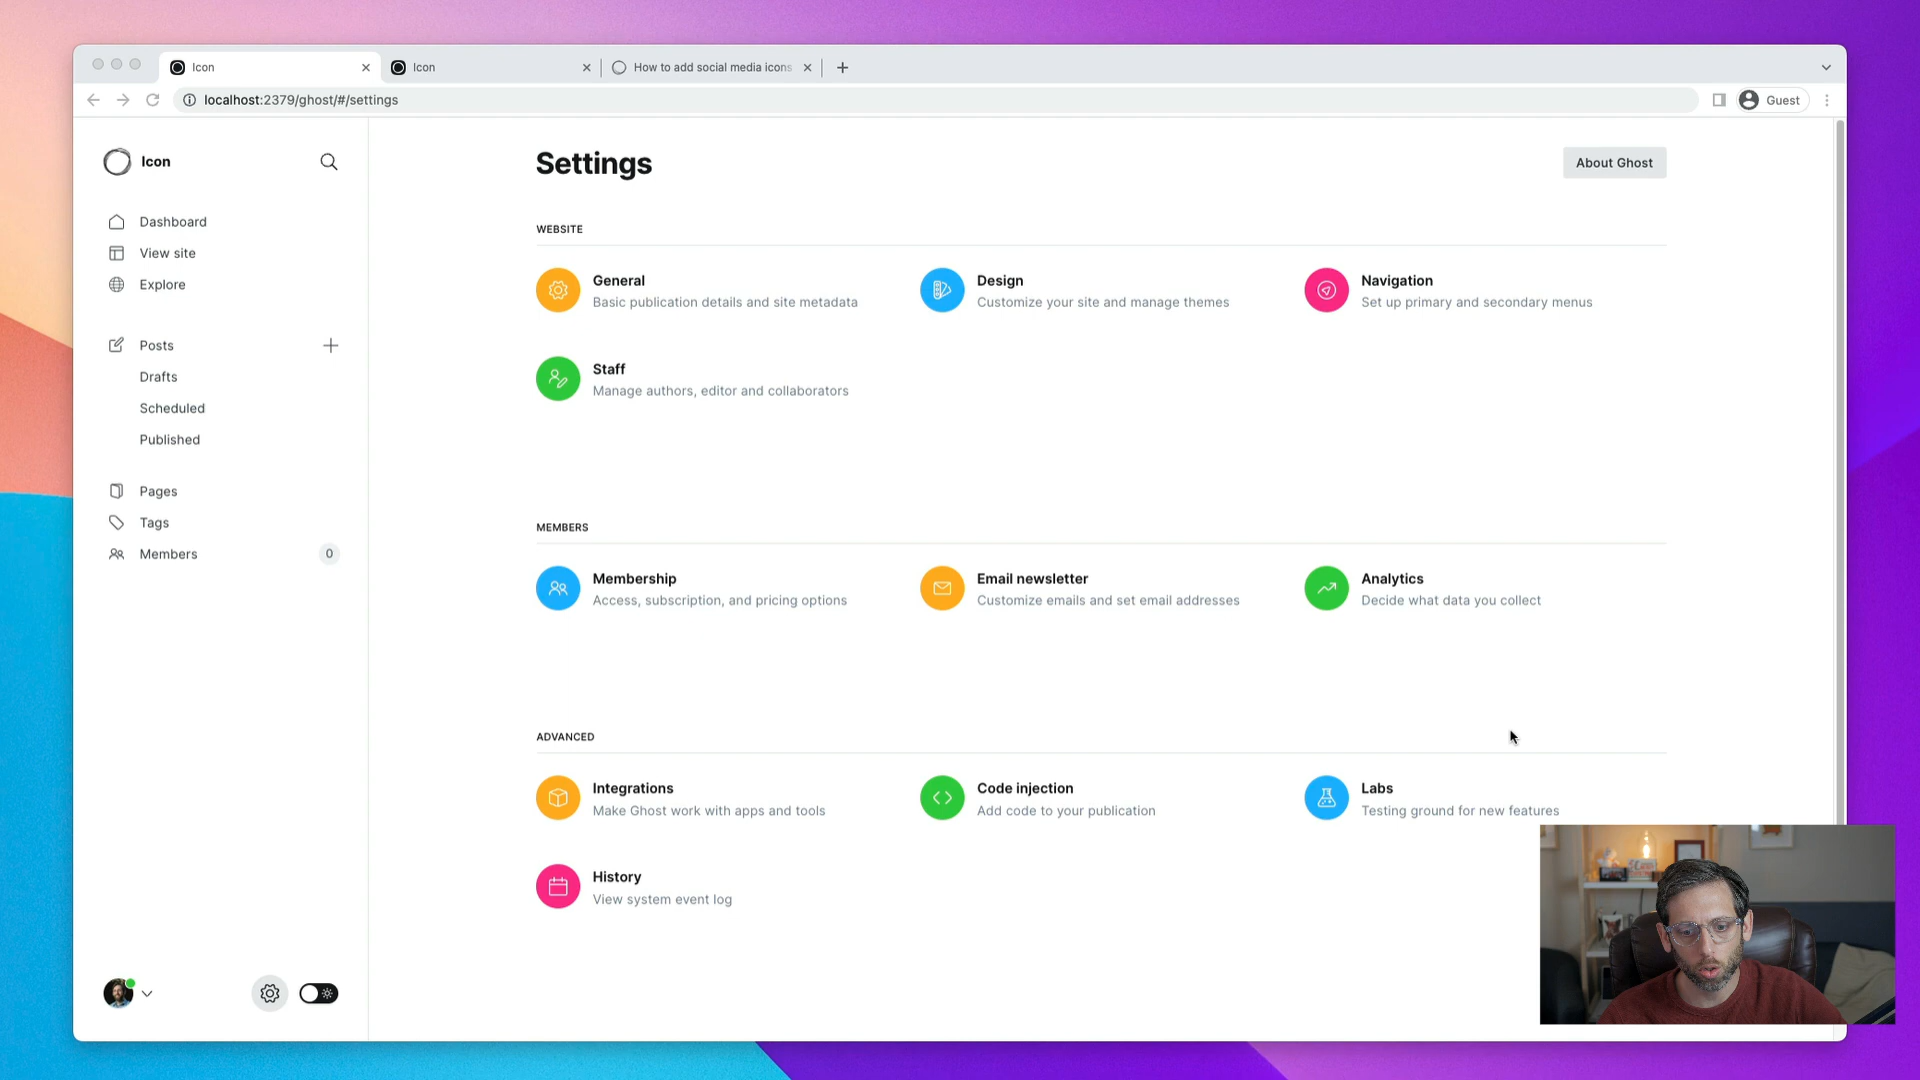 Icon
Icon
How to add social media icons
localhost:2379/ghost/#/settings
Guest
Icon
Dashboard
View site
Explore
Posts
Drafts
Scheduled
Published
Pages
Tags
Members
0
Settings
About Ghost
WEBSITE
General
Basic publication details and site metadata
Design
Customize your site and manage themes
Navigation
Set up primary and secondary menus
Staff
Manage authors, editor and collaborators
MEMBERS
Membership
Access, subscription, and pricing options
Email newsletter
Customize emails and set email addresses
Analytics
Decide what data you collect
ADVANCED
Integrations
Make Ghost work with apps and tools
Code injection
Add code to your publication
Labs
Testing ground for new features
History
View system event log